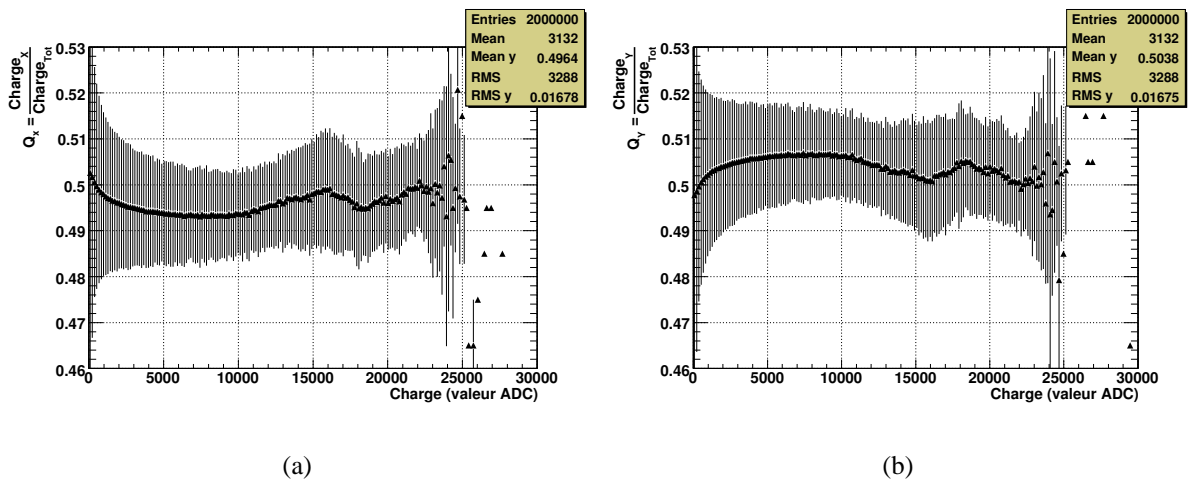 Entries 2000000
Mean 3132
Mean y 0.4964
RMS 3288
RMS y 0.01678
Q_X = Charge_X / Charge_Tot
0.53
0.52
0.51
0.5
0.49
0.48
0.47
0.46
0 5000 10000 15000 20000 25000 30000
Charge (valeur ADC)
(a)
Entries 2000000
Mean 3132
Mean y 0.5038
RMS 3288
RMS y 0.01675
Q_Y = Charge_Y / Charge_Tot
0.53
0.52
0.51
0.5
0.49
0.48
0.47
0.46
0 5000 10000 15000 20000 25000 30000
Charge (valeur ADC)
(b)